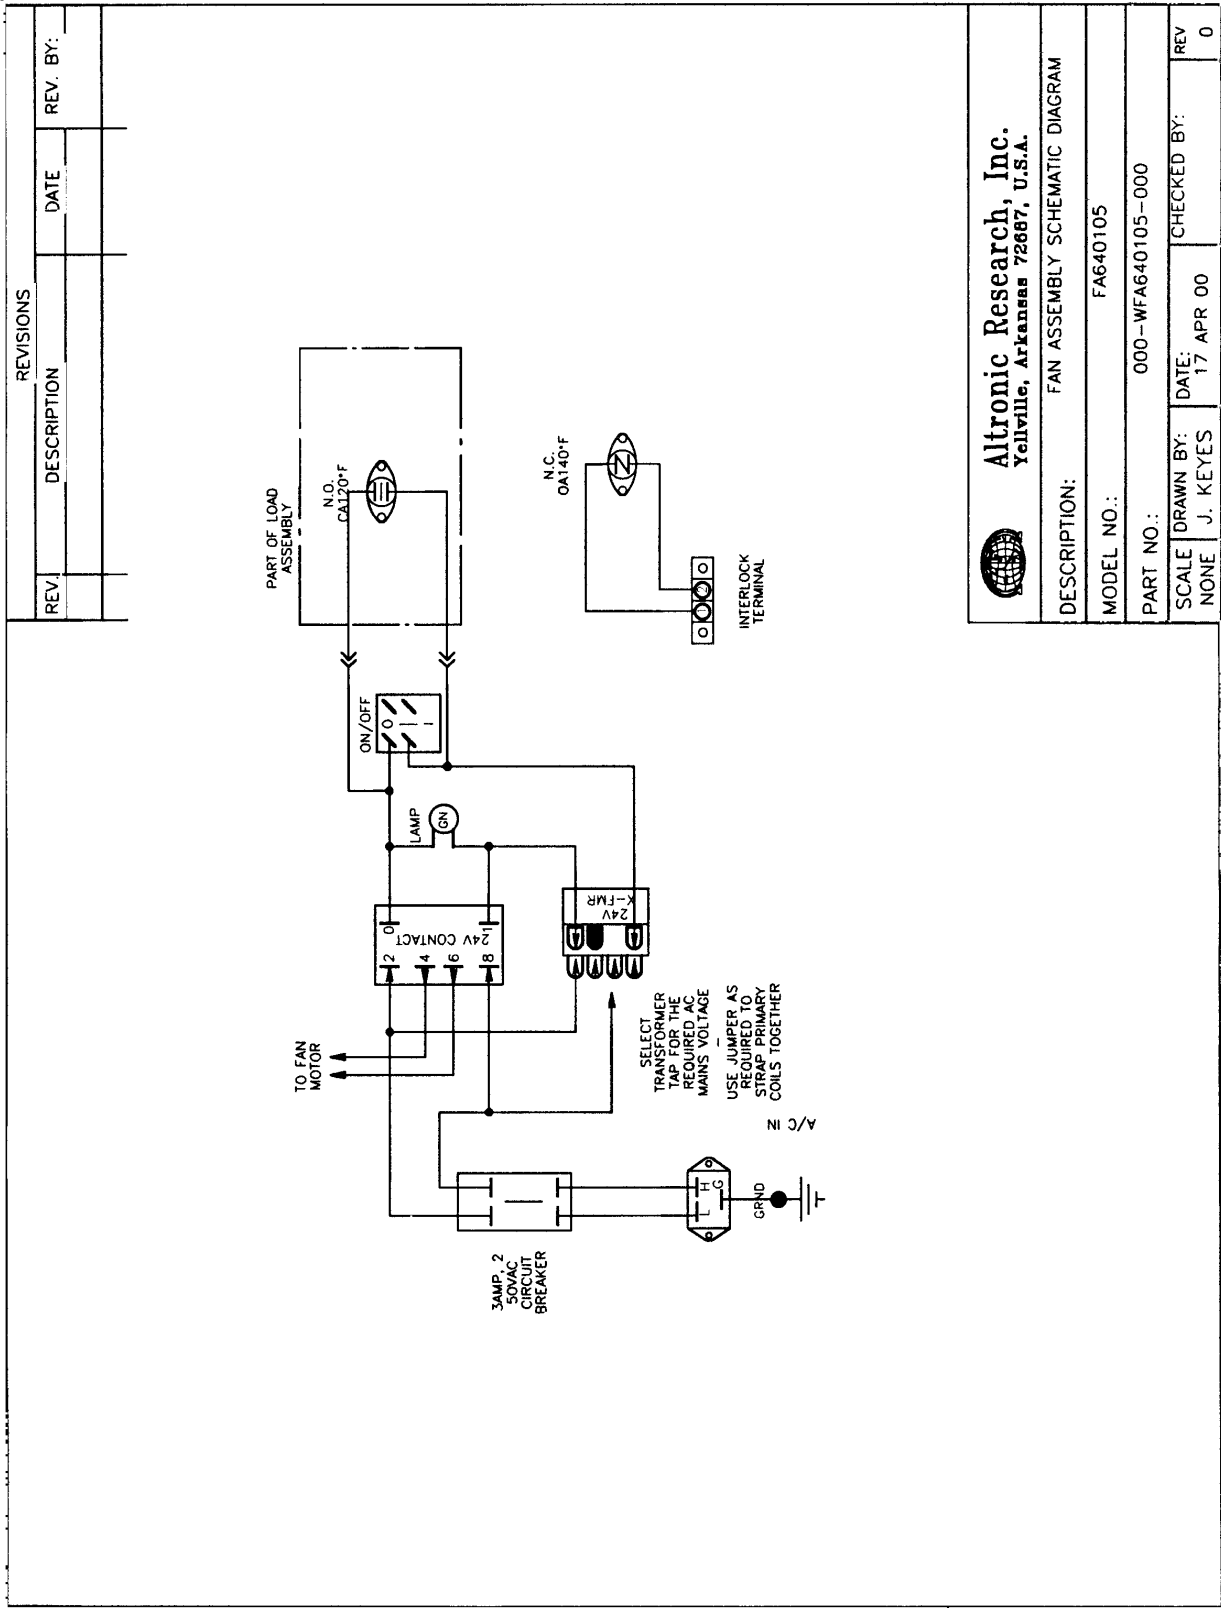 REVISIONS
REV.
DESCRIPTION
DATE
REV. BY:
PART OF LOAD
ASSEMBLY
N.O.
CA120°F
N.C.
OA140°F
INTERLOCK
TERMINAL
1
2
ON/OFF
0
1
LAMP
GN
24V CONTACT
2
4
6
8
0
1
24V
X-FMR
TO FAN
MOTOR
SELECT
TRANSFORMER
TAP FOR THE
REQUIRED AC
MAINS VOLTAGE
–
USE JUMPER AS
REQUIRED TO
STRAP PRIMARY
COILS TOGETHER
A/C IN
3AMP, 2
50VAC
CIRCUIT
BREAKER
L
H
G
GRND
Altronic Research, Inc.
Yellville, Arkansas 72687, U.S.A.
DESCRIPTION:
FAN ASSEMBLY SCHEMATIC DIAGRAM
MODEL NO.:
FA640105
PART NO.:
000-WFA640105-000
SCALE
NONE
DRAWN BY:
J. KEYES
DATE:
17 APR 00
CHECKED BY:
REV
0